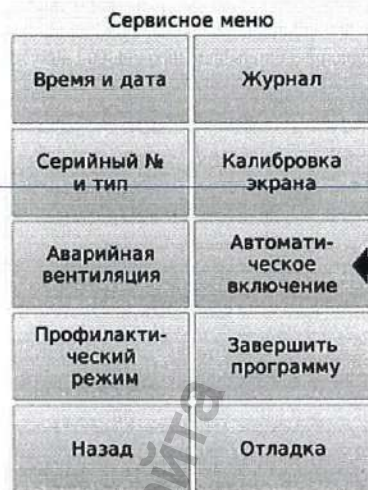 Сервисное меню
Время и дата
Журнал
Серийный №
и тип
Калибровка
экрана
Аварийная
вентиляция
Автомати-
ческое
включение
Профилакти-
ческий
режим
Завершить
программу
Назад
Отладка